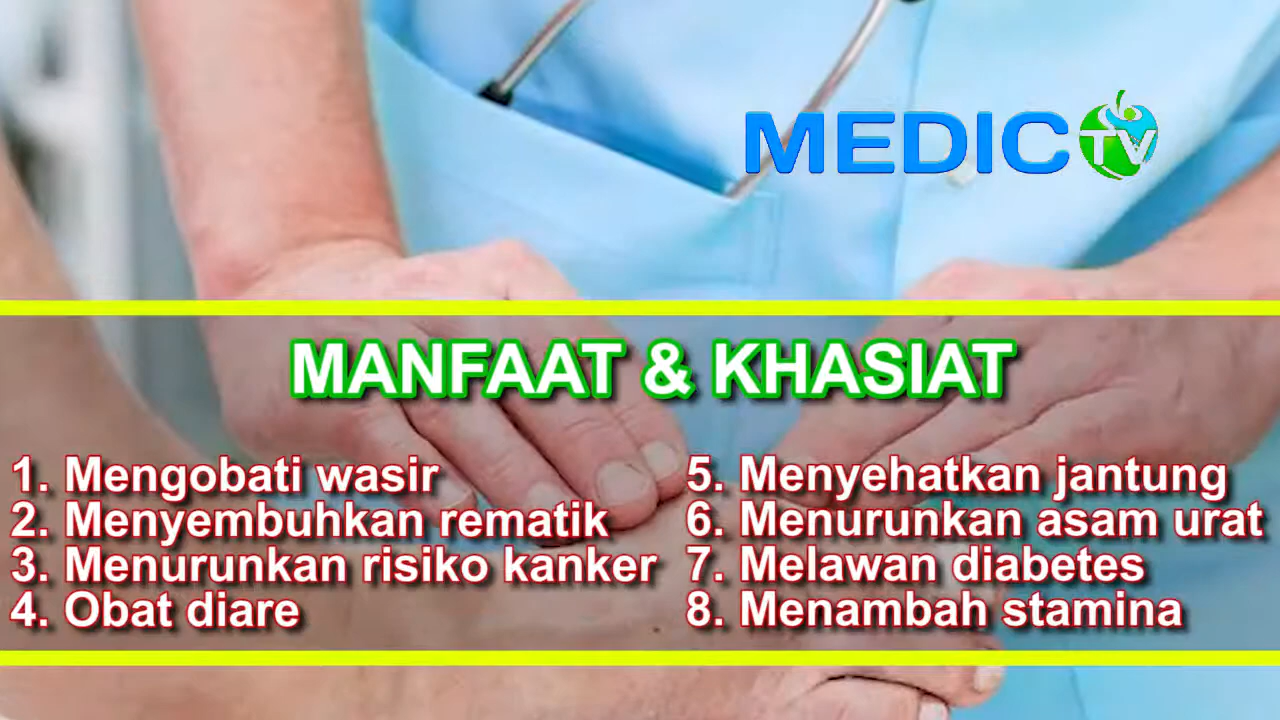 MEDIC TV
MANFAAT & KHASIAT
1. Mengobati wasir
2. Menyembuhkan rematik
3. Menurunkan risiko kanker
4. Obat diare
5. Menyehatkan jantung
6. Menurunkan asam urat
7. Melawan diabetes
8. Menambah stamina